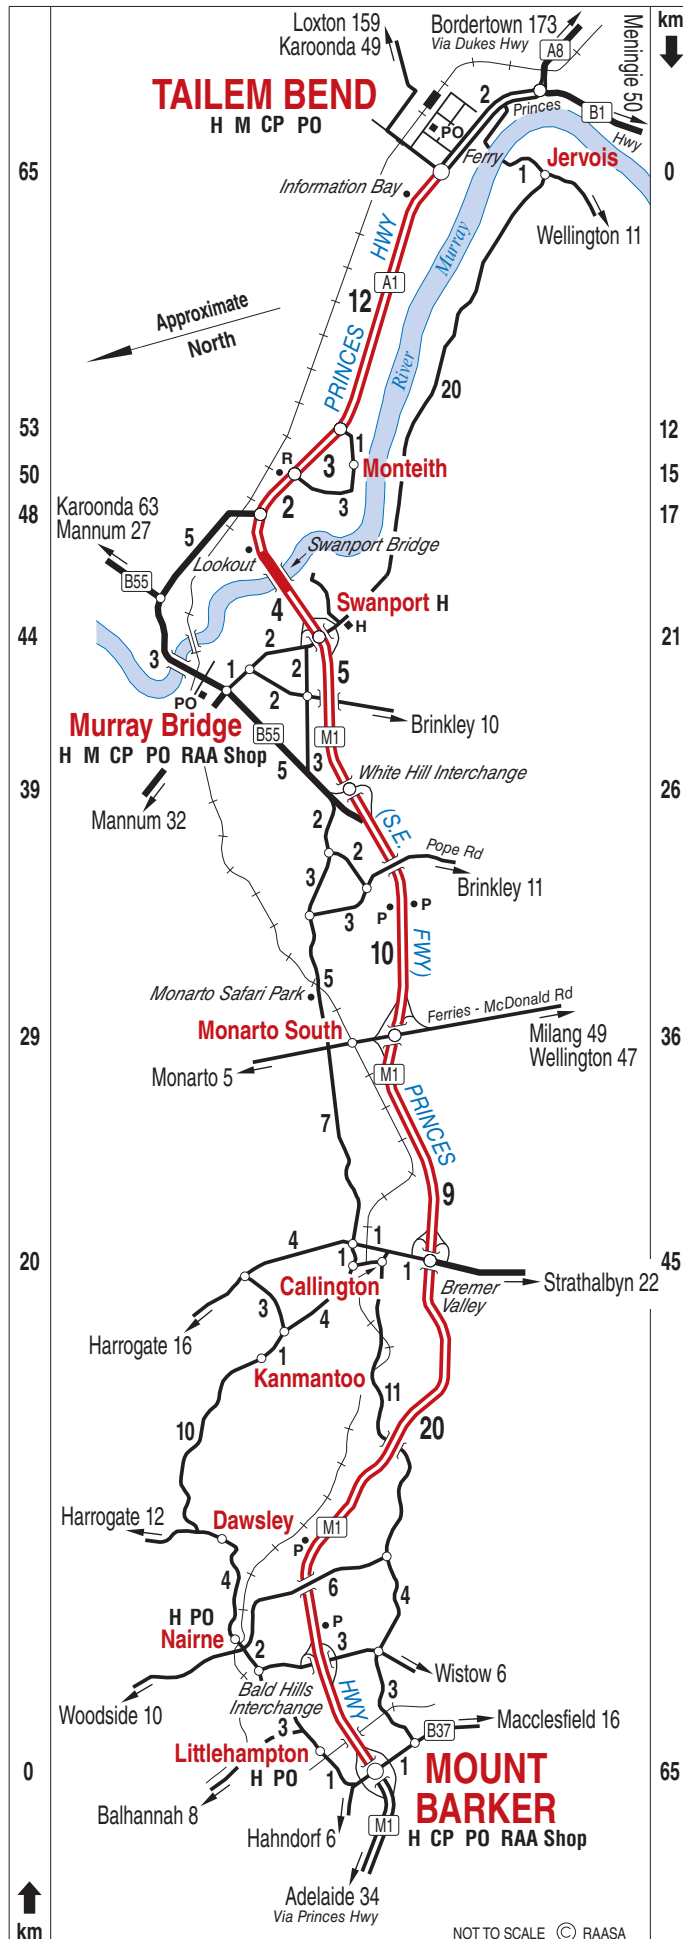 km
Loxton 159
Karoonda 49
Bordertown 173
Via Dukes Hwy
A8
Meningie 50
km
TAILEM BEND
H M CP PO
PO
2
Princes
B1
Hwy
Ferry
Jervois
1
65
0
Information Bay
Wellington 11
HWY
A1
12
PRINCES
Murray
River
Approximate
North
20
53
12
1
R
3
Monteith
50
15
3
Karoonda 63
Mannum 27
48
17
2
5
Lookout
Swanport Bridge
B55
4
Swanport H
H
44
21
3
2
1
2
5
2
PO
Murray Bridge
H M CP PO RAA Shop
B55
M1
Brinkley 10
5
3
White Hill Interchange
39
26
Mannum 32
2
(S.E.
2
Pope Rd
3
Brinkley 11
3
P
P
10
FWY)
5
Monarto Safari Park
Ferries - McDonald Rd
Monarto South
29
36
Milang 49
Wellington 47
Monarto 5
M1
7
PRINCES
9
4
1
20
45
1
1
Callington
Bremer
Valley
Strathalbyn 22
3
4
Harrogate 16
1
Kanmantoo
11
10
20
Harrogate 12
Dawsley
M1
P
4
6
4
H PO
Nairne
P
2
3
Wistow 6
Woodside 10
Bald Hills
Interchange
HWY
3
Macclesfield 16
B37
3
Littlehampton
H PO
1
1
0
65
MOUNT
BARKER
H CP PO RAA Shop
Balhannah 8
Hahndorf 6
M1
Adelaide 34
Via Princes Hwy
km
NOT TO SCALE © RAASA